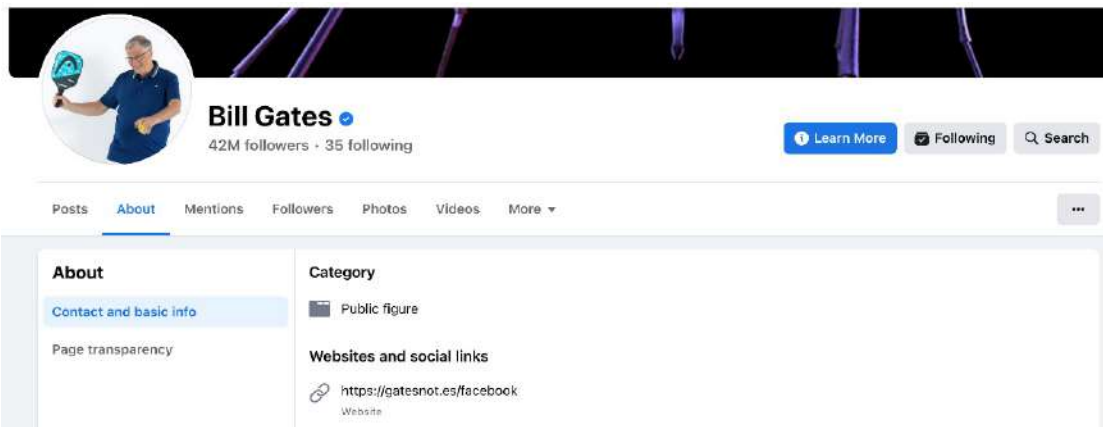 Bill Gates
42M followers · 35 following
Learn More
Following
Search
Posts About Mentions Followers Photos Videos More
About
Contact and basic info
Page transparency
Category
Public figure
Websites and social links
https://gatesnot.es/facebook
Website